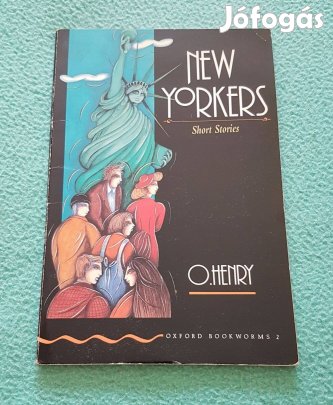 Jófogás
NEW
YORKERS
Short Stories
O.HENRY
OXFORD BOOKWORMS 2